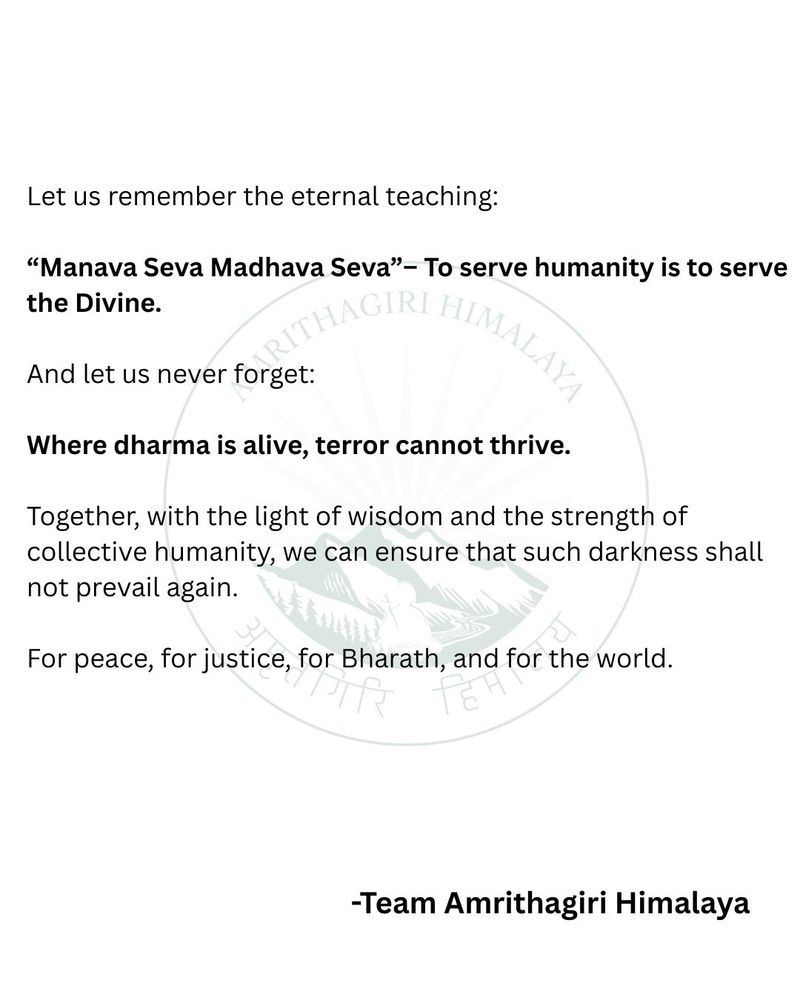 Let us remember the eternal teaching:
“Manava Seva Madhava Seva”– To serve humanity is to serve
the Divine.
AMRITHAGIRI HIMALAYA
And let us never forget:
Where dharma is alive, terror cannot thrive.
Together, with the light of wisdom and the strength of
collective humanity, we can ensure that such darkness shall
not prevail again.
For peace, for justice, for Bharath, and for the world.
अमृतगिरि हिमालय
-Team Amrithagiri Himalaya